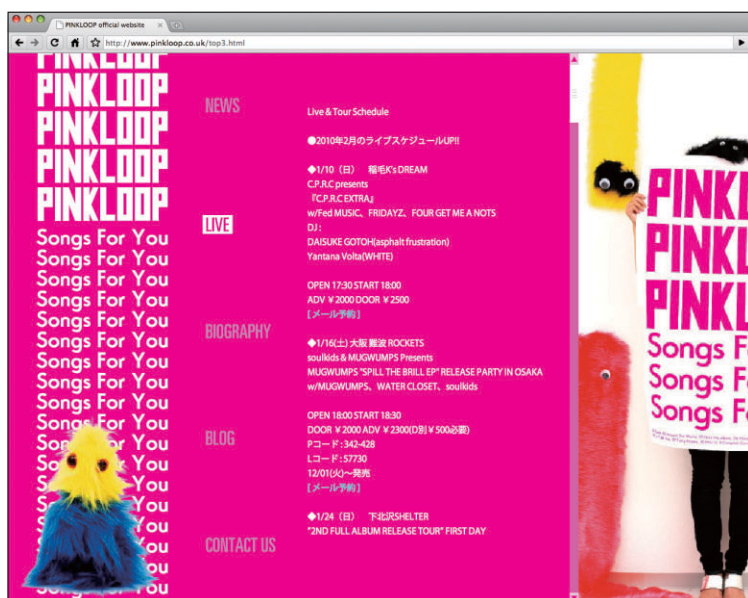 PINKLOOP official website
http://www.pinkloop.co.uk/top3.html
PINKLOOP
PINKLOOP
PINKLOOP
PINKLOOP
PINKLOOP
Songs For You
Songs For You
Songs For You
Songs For You
Songs For You
Songs For You
Songs For You
Songs For You
Songs For You
Songs For You
NEWS
LIVE
BIOGRAPHY
BLOG
CONTACT US
Live & Tour Schedule
●2010年2月のライブスケジュールUP!!
◆1/10（日）　稲毛K's DREAM
C.P.R.C presents
『C.P.R.C EXTRA』
w/Fed MUSIC、FRIDAYZ、FOUR GET ME A NOTS
DJ :
DAISUKE GOTOH(asphalt frustration)
Yantana Volta(WHITE)
OPEN 17:30 START 18:00
ADV ￥2000 DOOR ￥2500
[ メール予約 ]
◆1/16(土) 大阪 難波 ROCKETS
soulkids & MUGWUMPS Presents
MUGWUMPS "SPILL THE BRILL EP" RELEASE PARTY IN OSAKA
w/MUGWUMPS、WATER CLOSET、soulkids
OPEN 18:00 START 18:30
DOOR ￥2000 ADV ￥2300(D別￥500必要)
Pコード : 342-428
Lコード : 57730
12/01(火)～発売
[ メール予約 ]
◆1/24（日）　下北沢SHELTER
"2ND FULL ALBUM RELEASE TOUR" FIRST DAY
PINKL
PINKL
PINKL
Songs Fo
Songs Fo
Songs Fo